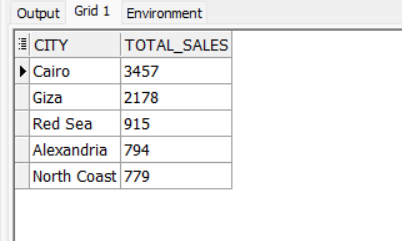 Output Grid 1 Environment
CITY TOTAL_SALES
Cairo 3457
Giza 2178
Red Sea 915
Alexandria 794
North Coast 779